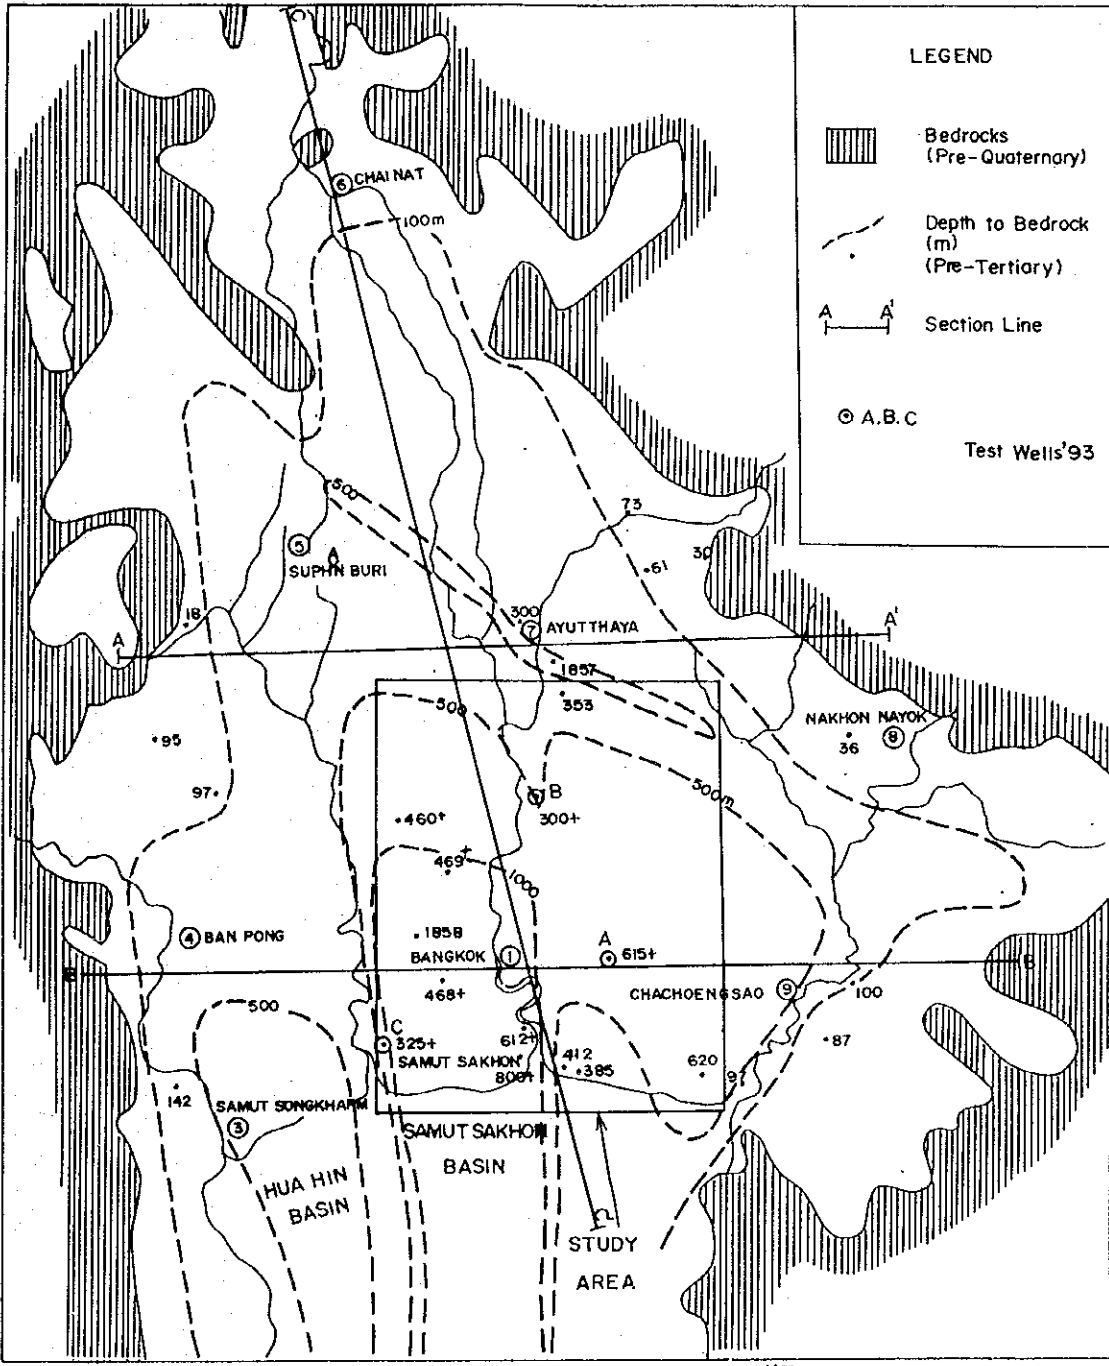 LEGEND
Bedrocks
(Pre-Quaternary)
Depth to Bedrock
(m)
(Pre-Tertiary)
A A'
Section Line
A.B.C
Test Wells'93
C
6 CHAI NAT
100m
500
73
5
SUPHN BURI
30
61
18
300
7 AYUTTHAYA
A A'
1857
353
500
NAKHON NAYOK
36 8
95
97
500m
B
300+
460+
469+
1000
1858
4 BAN PONG
BANGKOK 1
A
615+
B B
468+
CHACHOENGSAO 9
100
500
C
325+
612+
87
SAMUT SAKHON
412
385
620
97
800+
142
SAMUT SONGKHARM
3
SAMUT SAKHON
BASIN
HUA HIN
BASIN
STUDY
AREA